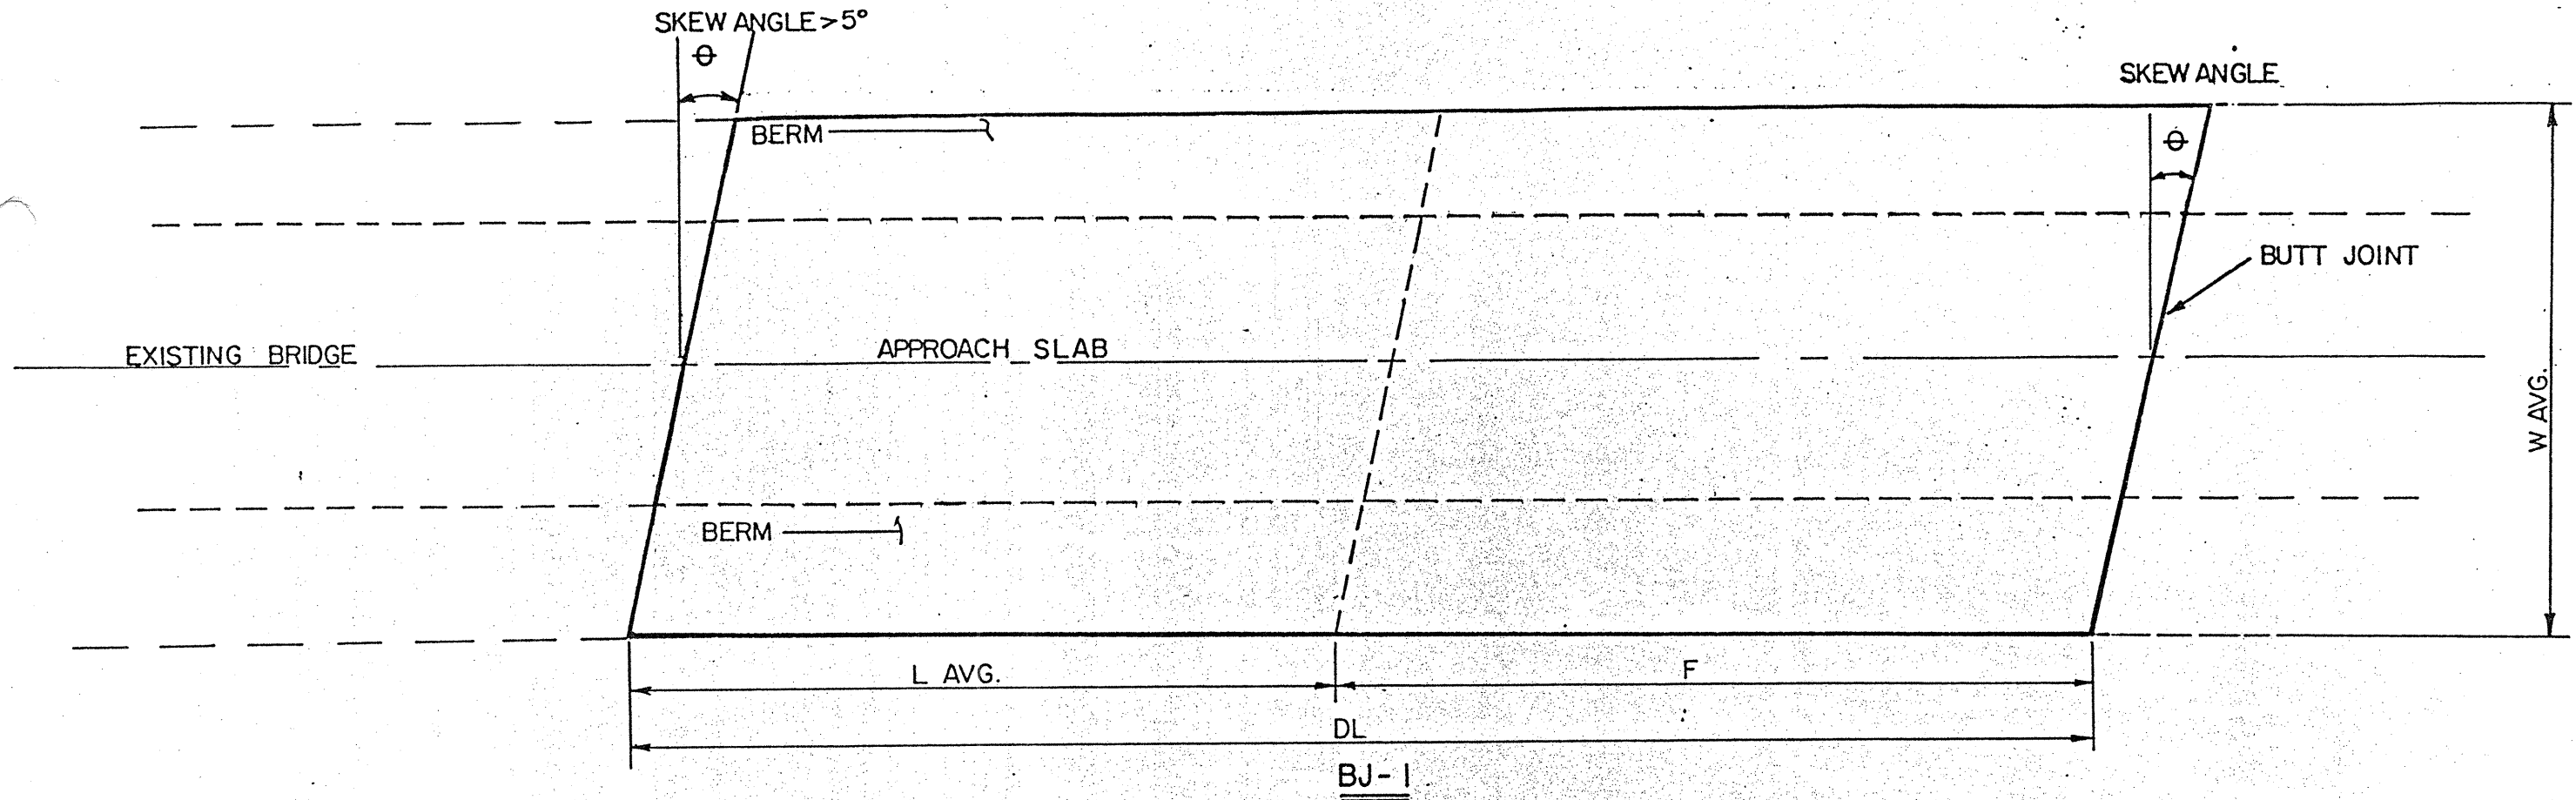 SKEW ANGLE>5°
θ
SKEW ANGLE
θ
BERM
BUTT JOINT
EXISTING BRIDGE
APPROACH SLAB
W AVG.
BERM
L AVG.
F
DL
BJ-1